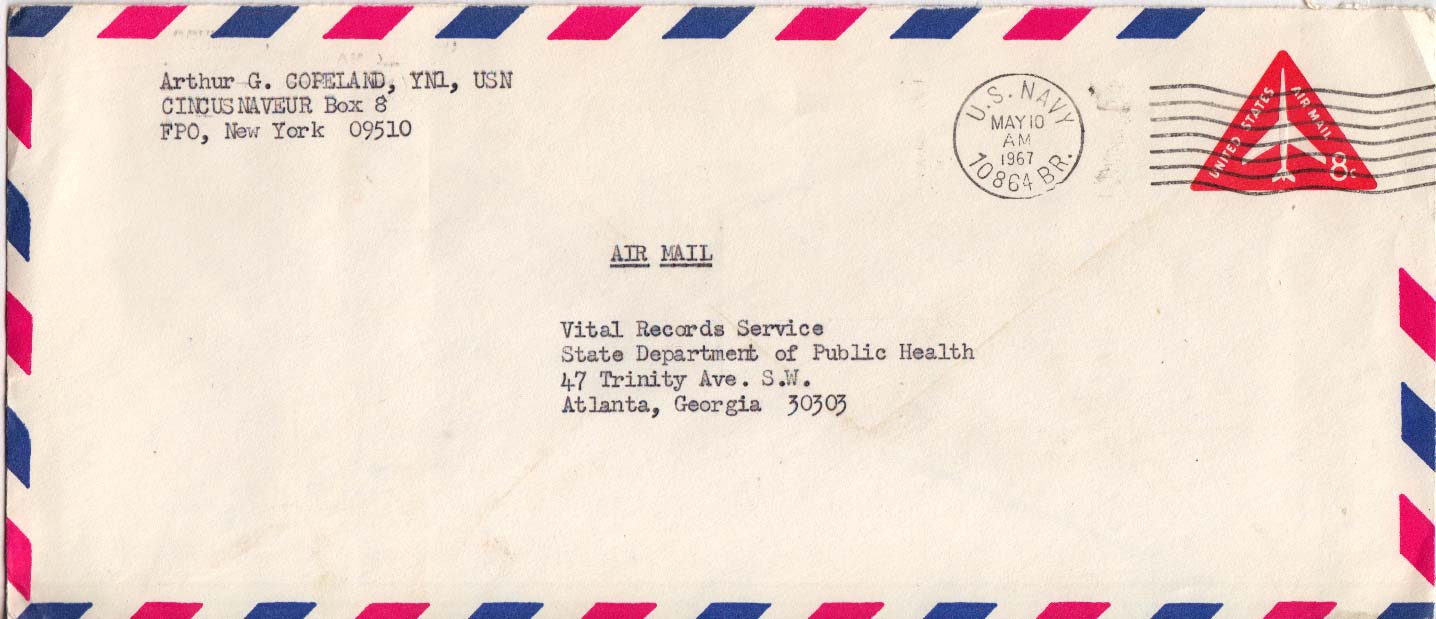 Arthur G. COPELAND, YN1, USN
CINCUSNAVEUR Box 8
FPO, New York 09510
U.S. NAVY
MAY 10
AM
1967
10864 BR.
UNITED STATES
AIR MAIL
8c
AIR MAIL
Vital Records Service
State Department of Public Health
47 Trinity Ave. S.W.
Atlanta, Georgia 30303